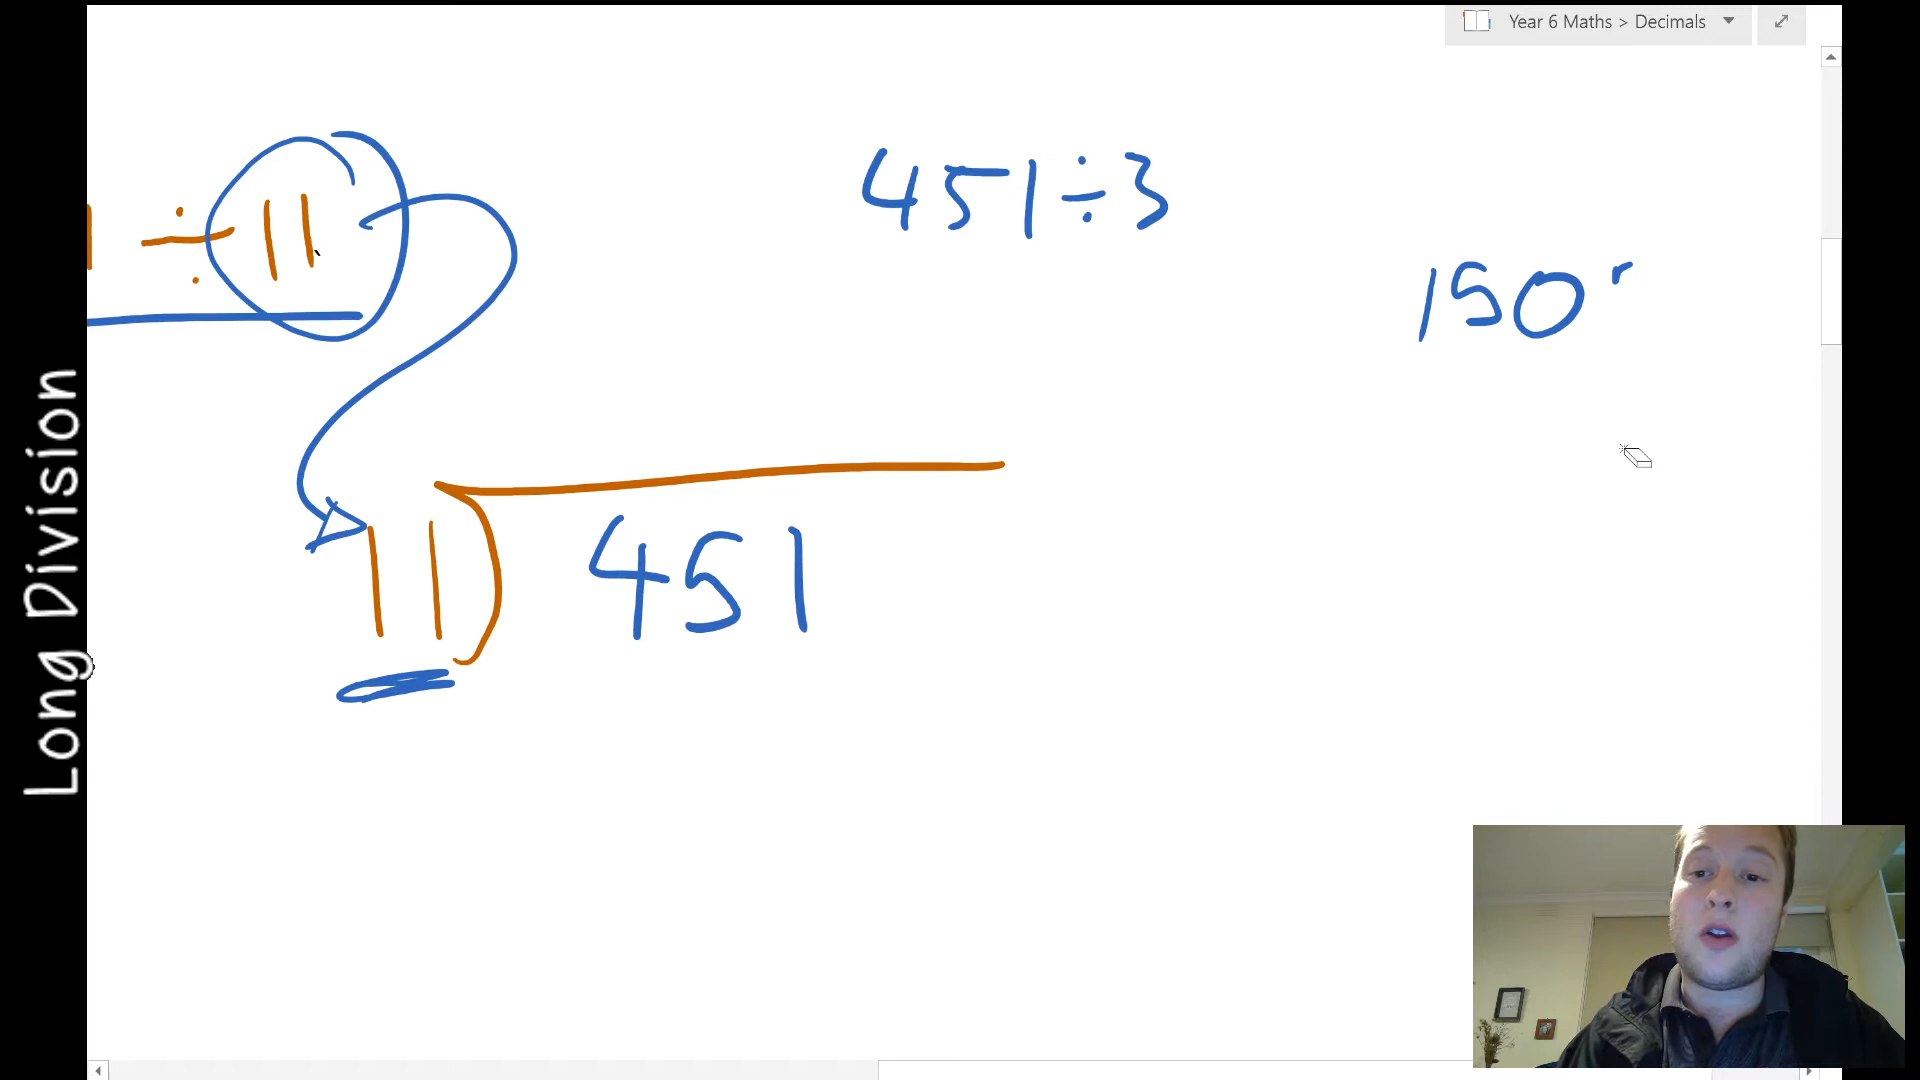 Year 6 Maths > Decimals
÷ 11
451 ÷ 3
150 r
11) 451
Long Division